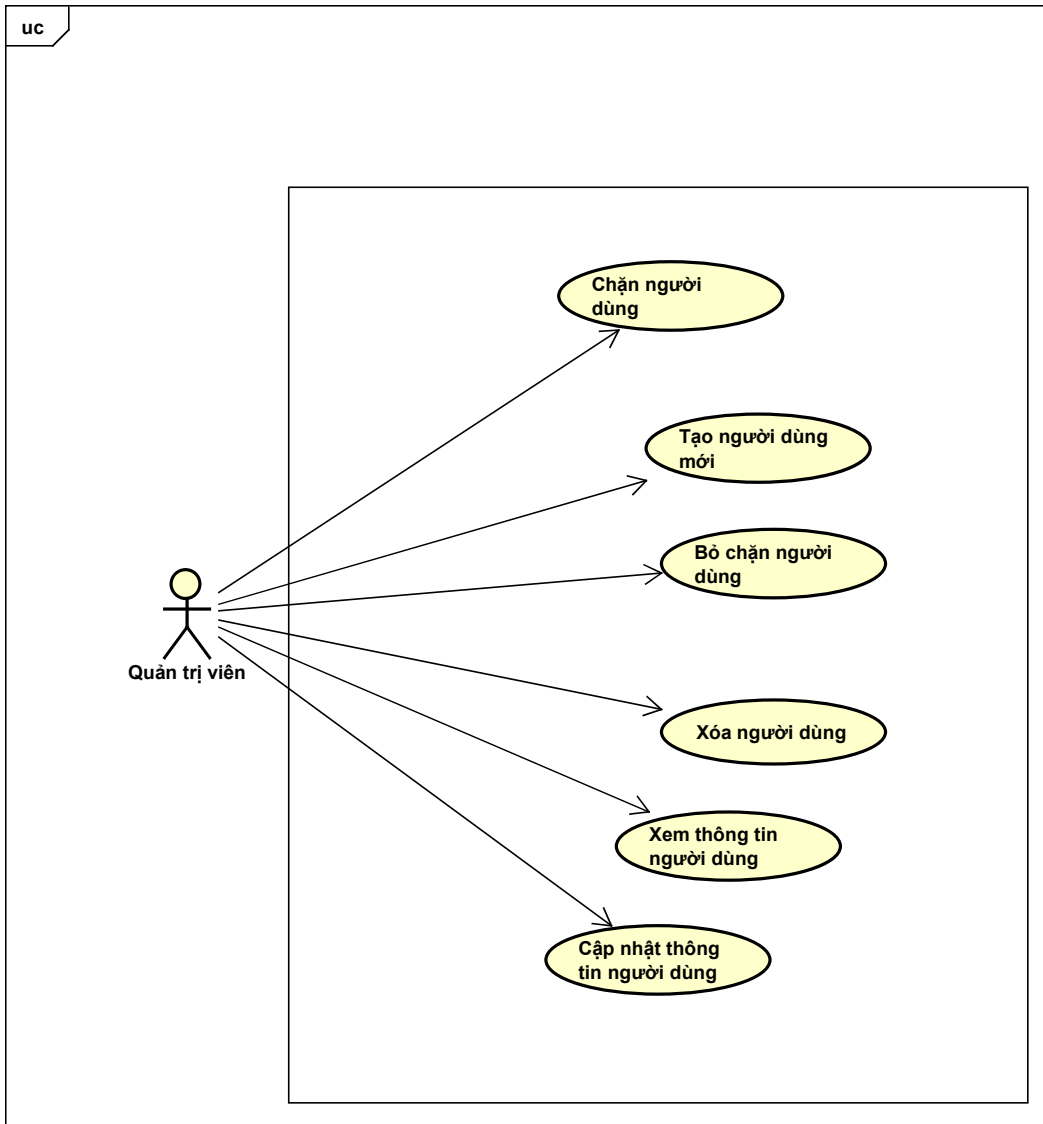 uc
Chặn người
dùng
Tạo người dùng
mới
Bỏ chặn người
dùng
Quản trị viên
Xóa người dùng
Xem thông tin
người dùng
Cập nhật thông
tin người dùng